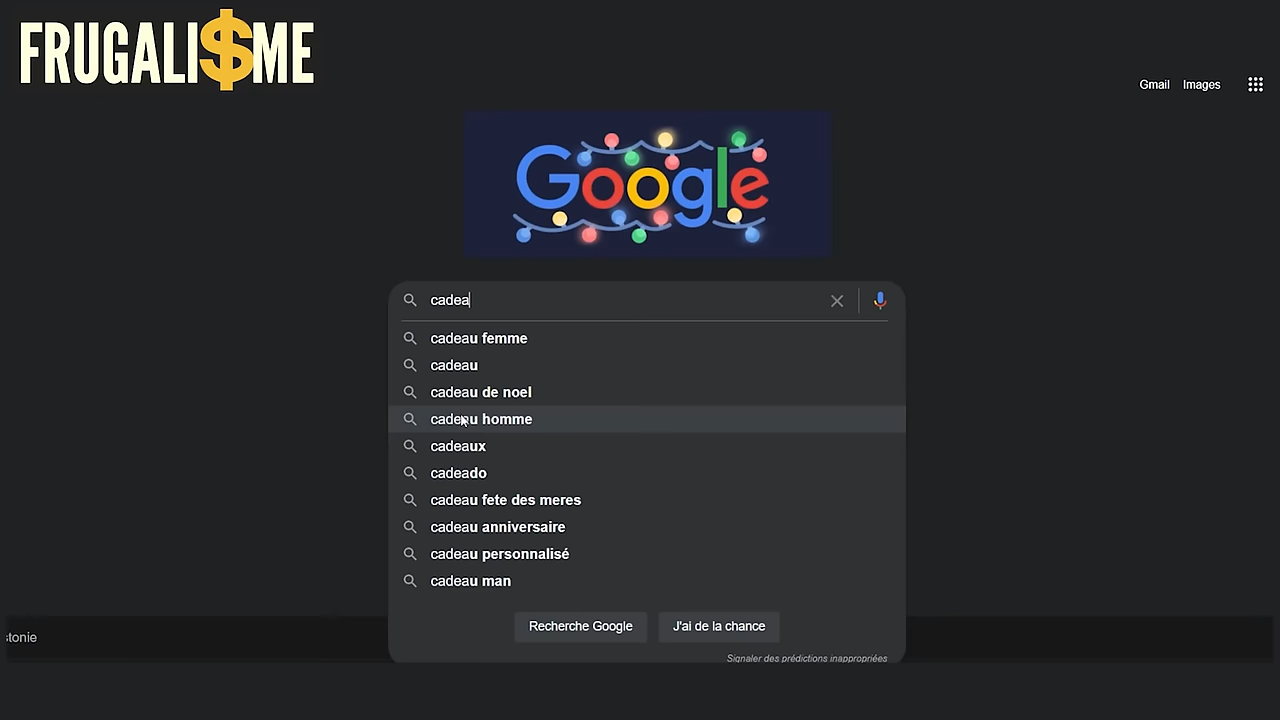 FRUGALI$ME
Gmail Images
Google
cadea
cadeau femme
cadeau
cadeau de noel
cadeau homme
cadeaux
cadeado
cadeau fete des meres
cadeau anniversaire
cadeau personnalisé
cadeau man
Recherche Google J'ai de la chance
stonie
Signaler des prédictions inappropriées